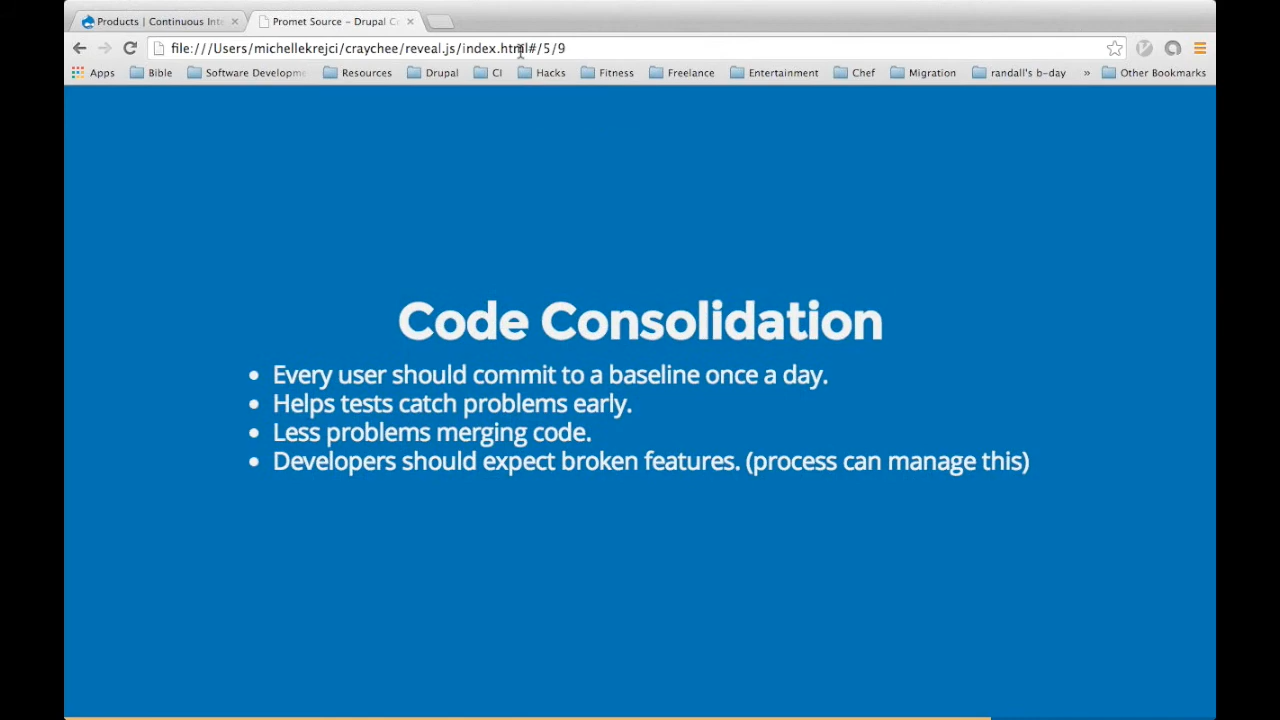 Products | Continuous Inte
Promet Source – Drupal C
file:///Users/michellekrejci/craychee/reveal.js/index.html#/5/9
Apps Bible Software Developme Resources Drupal CI Hacks Fitness Freelance Entertainment Chef Migration randall's b-day » Other Bookmarks
Code Consolidation
• Every user should commit to a baseline once a day.
• Helps tests catch problems early.
• Less problems merging code.
• Developers should expect broken features. (process can manage this)